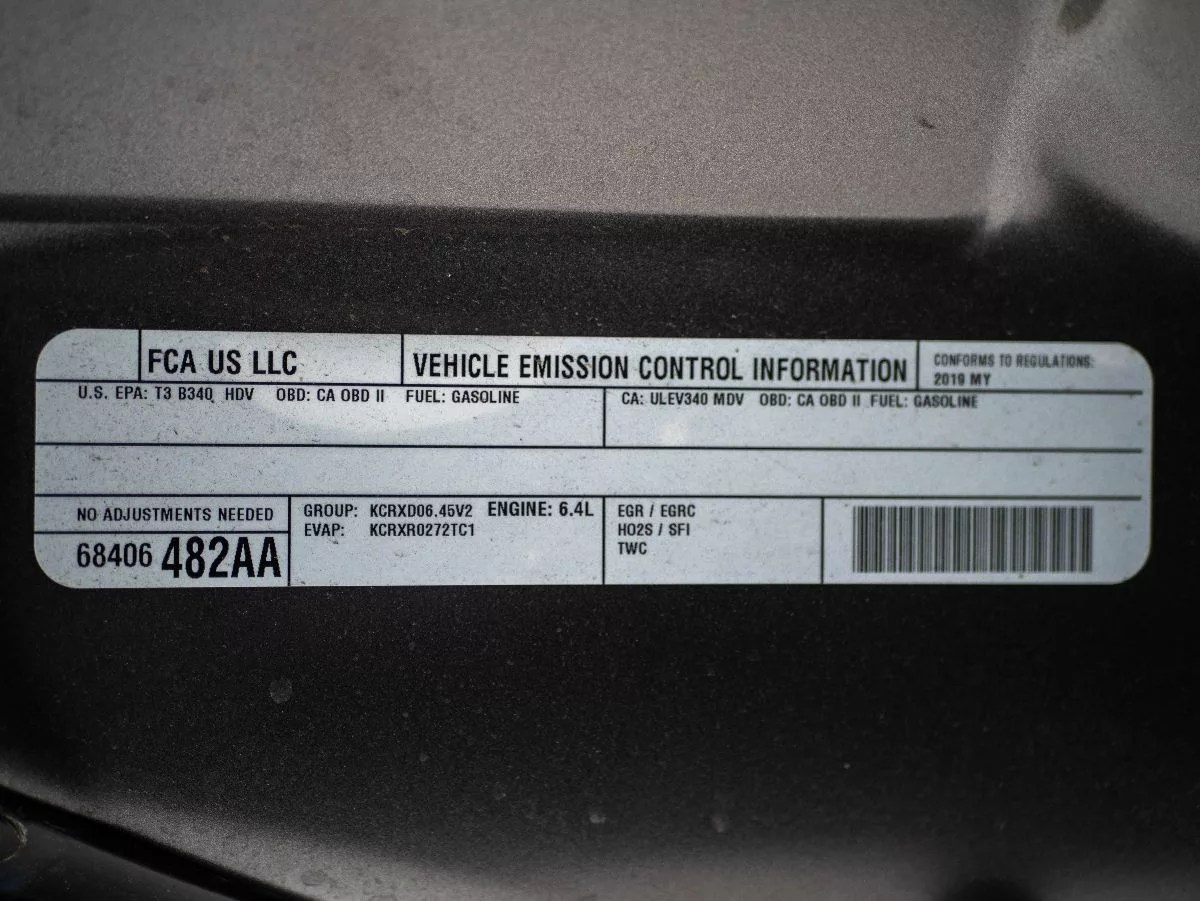 FCA US LLC
VEHICLE EMISSION CONTROL INFORMATION
CONFORMS TO REGULATIONS:
2019 MY
U.S. EPA: T3 B340 HDV OBD: CA OBD II FUEL: GASOLINE
CA: ULEV340 MDV OBD: CA OBD II FUEL: GASOLINE
NO ADJUSTMENTS NEEDED
68406 482AA
GROUP: KCRXD06.45V2 ENGINE: 6.4L
EVAP: KCRXR0272TC1
EGR / EGRC
HO2S / SFI
TWC